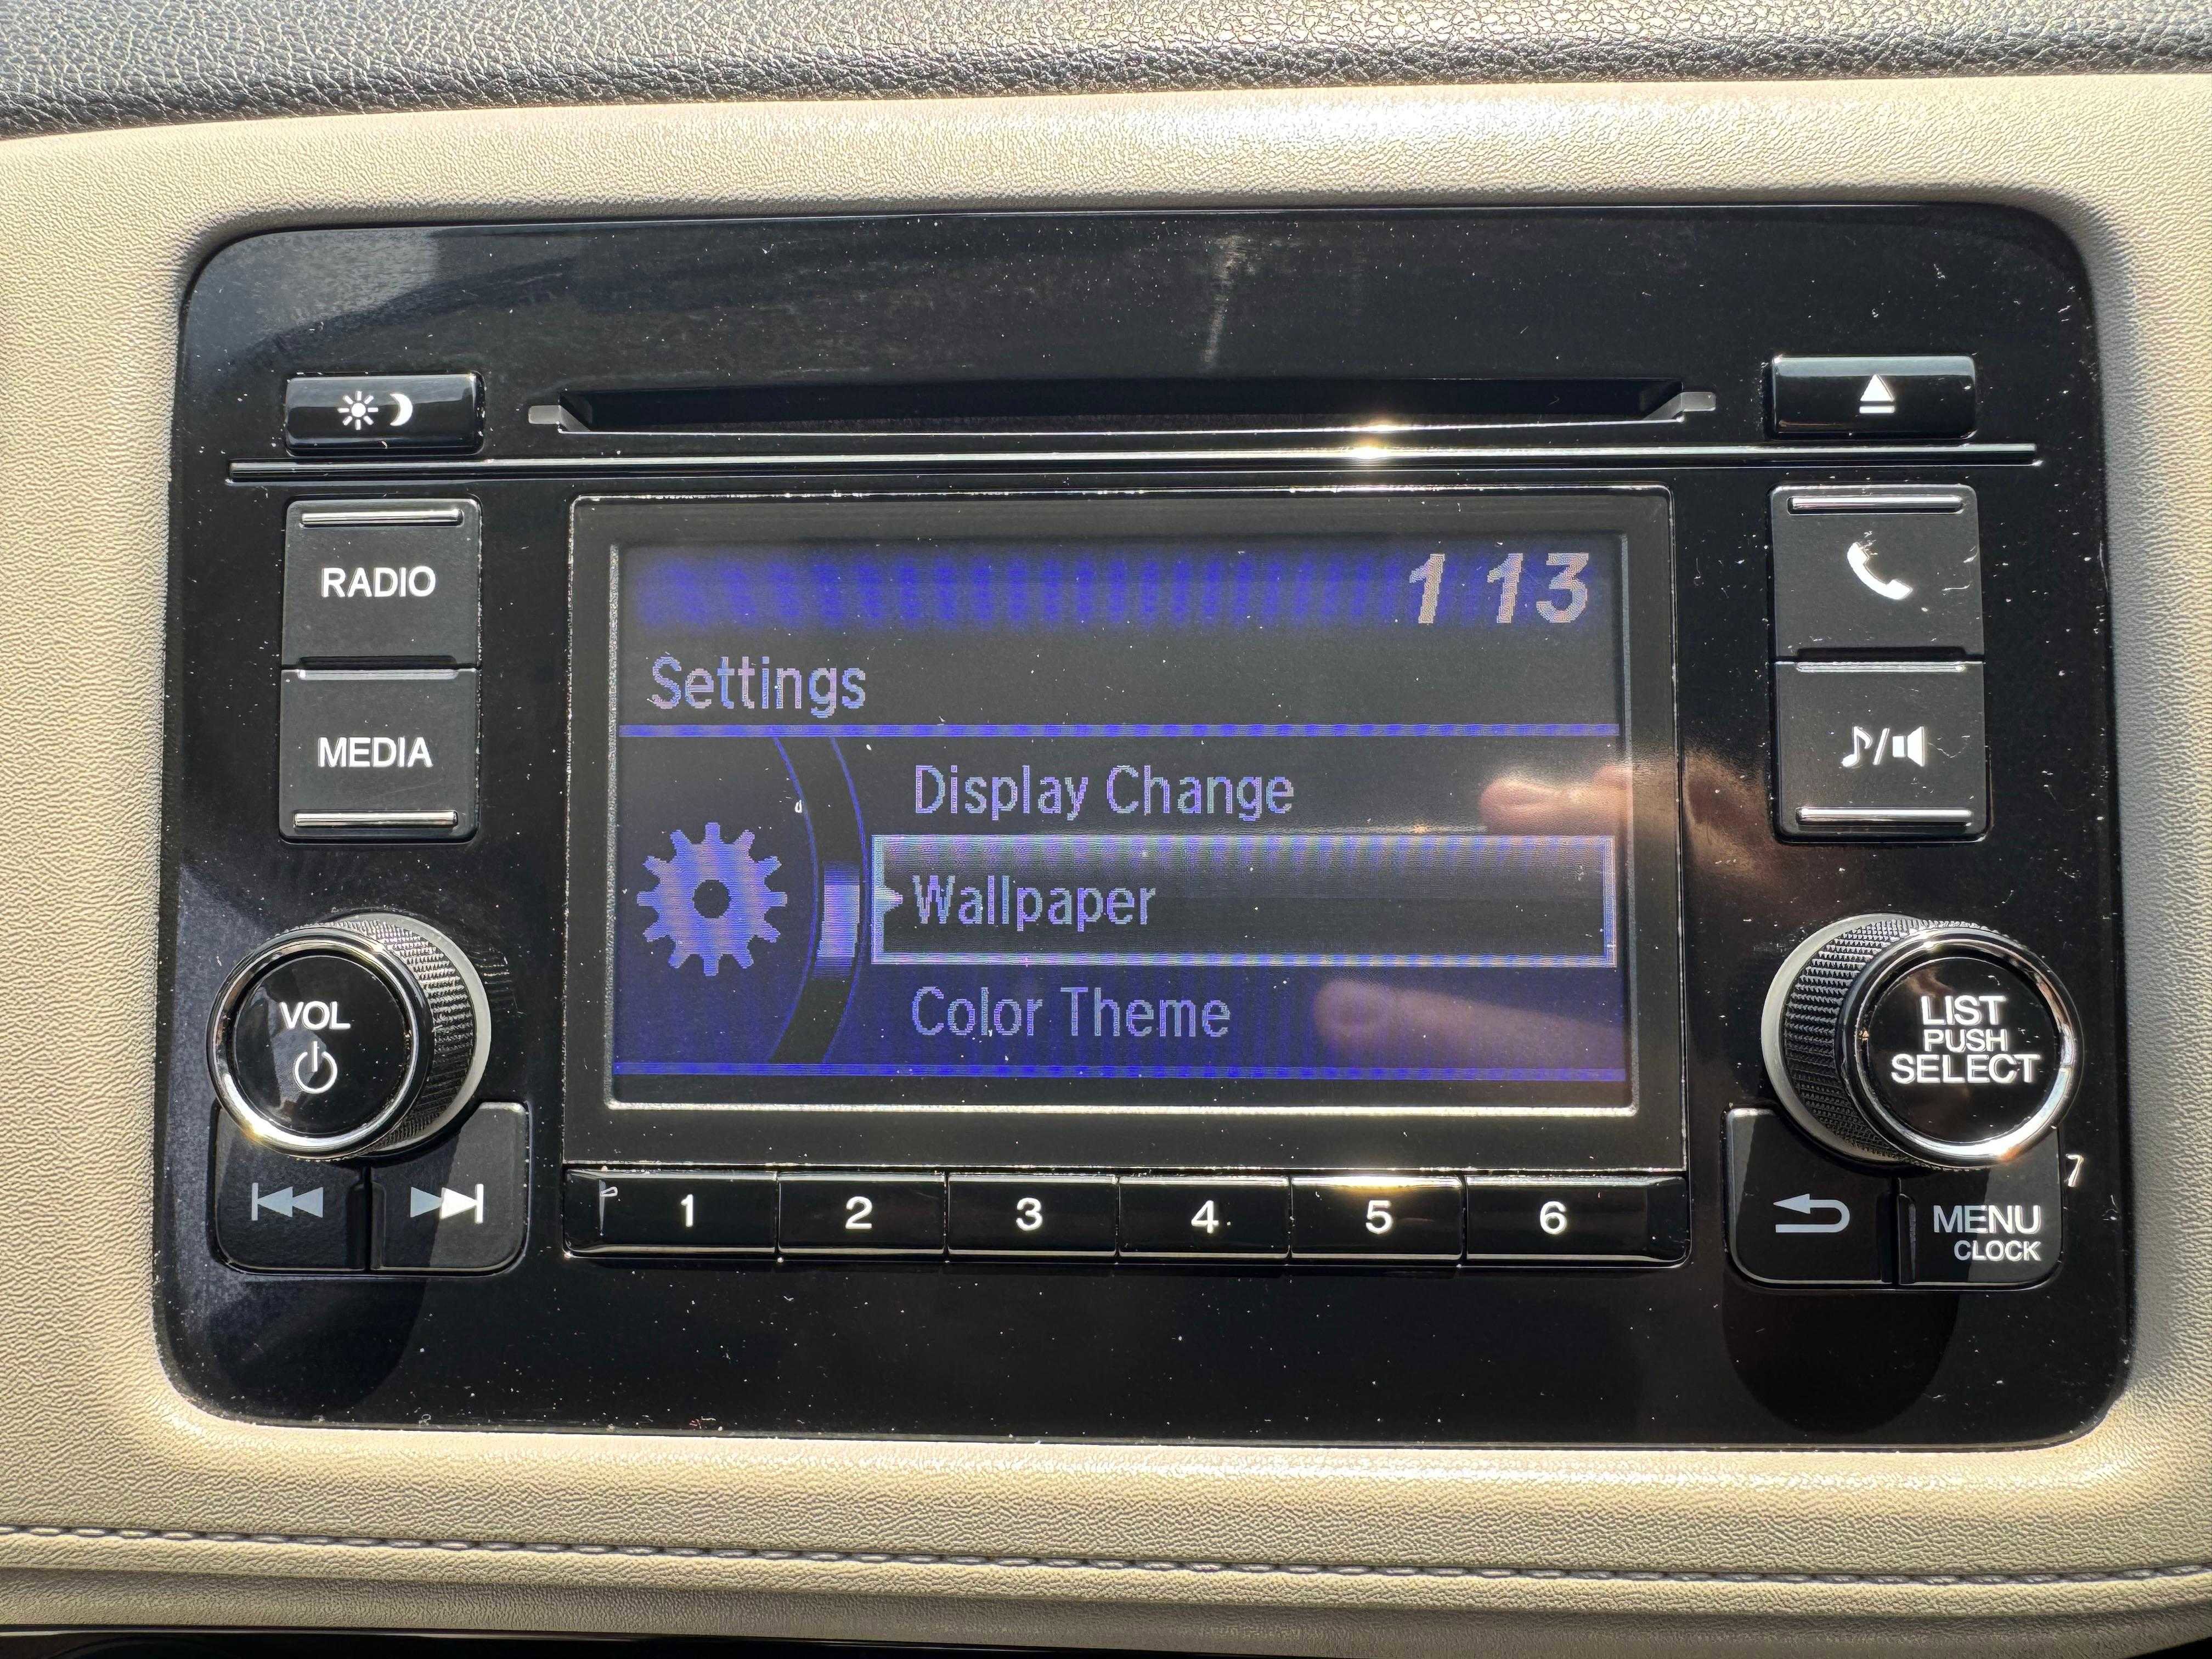 1 13
Settings
RADIO
MEDIA
Display Change
Wallpaper
Color Theme
VOL
LIST
PUSH
SELECT
1 2 3 4 5 6
MENU
CLOCK